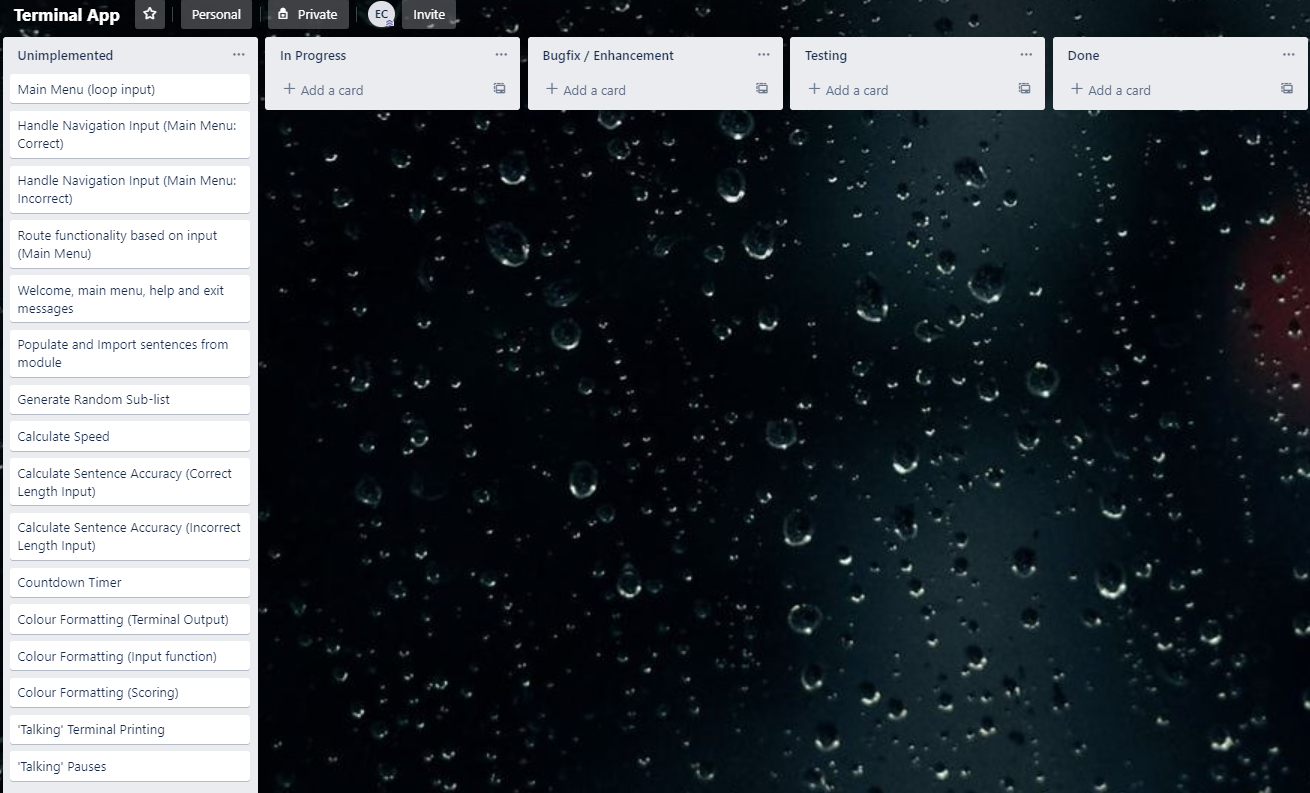 Terminal App
Personal
Private
EC
Invite
Unimplemented
Main Menu (loop input)
Handle Navigation Input (Main Menu:
Correct)
Handle Navigation Input (Main Menu:
Incorrect)
Route functionality based on input
(Main Menu)
Welcome, main menu, help and exit
messages
Populate and Import sentences from
module
Generate Random Sub-list
Calculate Speed
Calculate Sentence Accuracy (Correct
Length Input)
Calculate Sentence Accuracy (Incorrect
Length Input)
Countdown Timer
Colour Formatting (Terminal Output)
Colour Formatting (Input function)
Colour Formatting (Scoring)
'Talking' Terminal Printing
'Talking' Pauses
In Progress
Add a card
Bugfix / Enhancement
Add a card
Testing
Add a card
Done
Add a card